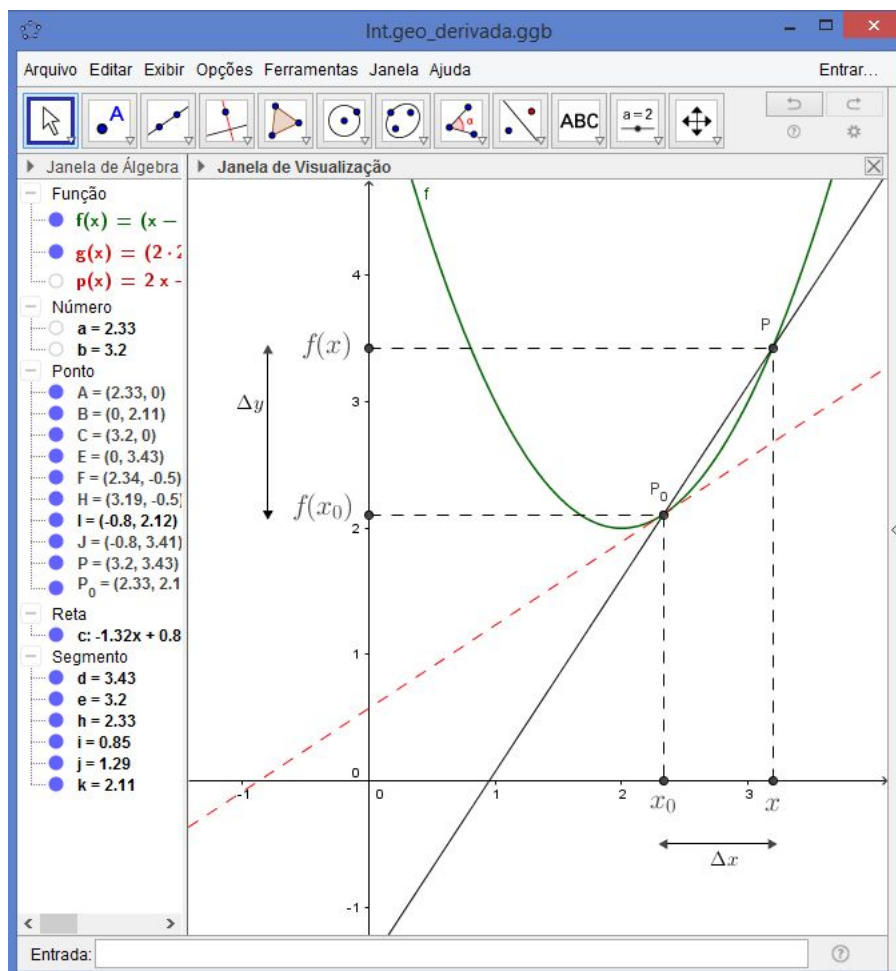 Int.geo_derivada.ggb
Arquivo Editar Exibir Opções Ferramentas Janela Ajuda Entrar...
A α ABC a=2
Janela de Álgebra
Função
f(x) = (x −
g(x) = (2 · 2
p(x) = 2 x −
Número
a = 2.33
b = 3.2
Ponto
A = (2.33, 0)
B = (0, 2.11)
C = (3.2, 0)
E = (0, 3.43)
F = (2.34, -0.5)
H = (3.19, -0.5)
I = (-0.8, 2.12)
J = (-0.8, 3.41)
P = (3.2, 3.43)
P₀ = (2.33, 2.1
Reta
c: -1.32x + 0.8
Segmento
d = 3.43
e = 3.2
h = 2.33
i = 0.85
j = 1.29
k = 2.11
Janela de Visualização
f
4
P
f(x)
Δy
3
P₀
f(x₀)
2
1
0
-1 0 1 2 3
x₀ x
Δx
-1
Entrada: